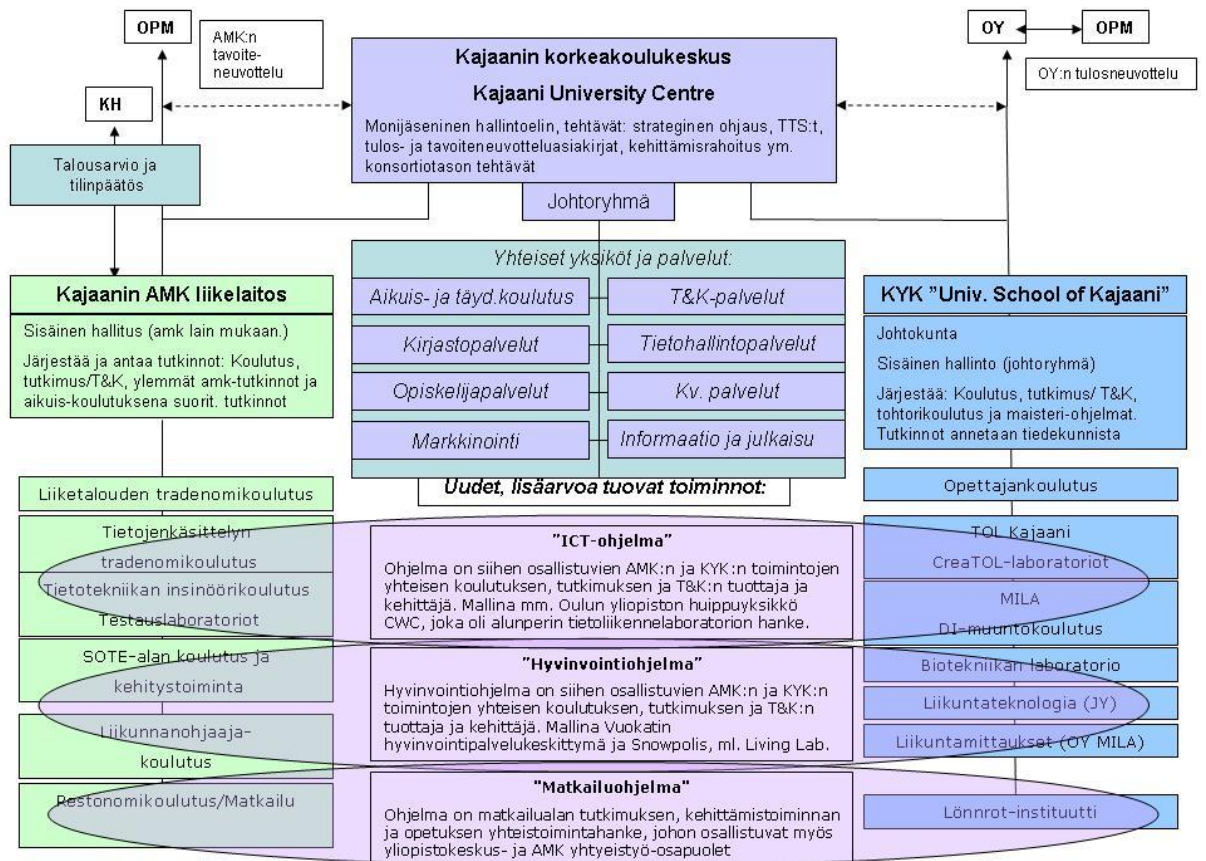 OPM
AMK:n
tavoite-
neuvottelu
KH
Talousarvio ja
tilinpäätös
Kajaanin korkeakoulukeskus
Kajaani University Centre
Monijäseninen hallintoelin, tehtävät: strateginen ohjaus, TTS:t,
tulos- ja tavoiteneuvotteluasiakirjat, kehittämisrahoitus ym.
konsortiotason tehtävät
Johtoryhmä
OY
OPM
OY:n tulosneuvottelu
Kajaanin AMK liikelaitos
Sisäinen hallitus (amk lain mukaan.)
Järjestää ja antaa tutkinnot: Koulutus,
tutkimus/T&K, ylemmät amk-tutkinnot ja
aikuis-koulutuksena suorit. tutkinnot
Yhteiset yksiköt ja palvelut:
Aikuis- ja täyd.koulutus
T&K-palvelut
Kirjastopalvelut
Tietohallintopalvelut
Opiskelijapalvelut
Kv. palvelut
Markkinointi
Informaatio ja julkaisu
KYK "Univ. School of Kajaani"
Johtokunta
Sisäinen hallinto (johtoryhmä)
Järjestää: Koulutus, tutkimus/ T&K,
tohtorikoulutus ja maisteri-ohjelmat.
Tutkinnot annetaan tiedekunnista
Uudet, lisäarvoa tuovat toiminnot:
Liiketalouden tradenomikoulutus
Tietojenkäsittelyn
tradenomikoulutus
Tietotekniikan insinöörikoulutus
Testauslaboratoriot
SOTE-alan koulutus ja
kehitystoiminta
Liikunnanohjaaja-
koulutus
Restonomikoulutus/Matkailu
"ICT-ohjelma"
Ohjelma on siihen osallistuvien AMK:n ja KYK:n toimintojen
yhteisen koulutuksen, tutkimuksen ja T&K:n tuottaja ja
kehittäjä. Mallina mm. Oulun yliopiston huippuyksikkö
CWC, joka oli alunperin tietoliikennelaboratorion hanke.
"Hyvinvointiohjelma"
Hyvinvointiohjelma on siihen osallistuvien AMK:n ja KYK:n
toimintojen yhteisen koulutuksen, tutkimuksen ja T&K:n
tuottaja ja kehittäjä. Mallina Vuokatin
hyvinvointipalvelukeskittymä ja Snowpolis, ml. Living Lab.
"Matkailuohjelma"
Ohjelma on matkailualan tutkimuksen, kehittämistoiminnan
ja opetuksen yhteistoimintahanke, johon osallistuvat myös
yliopistokeskus- ja AMK yhtyeistyö-osapuolet
Opettajankoulutus
TOL Kajaani
CreaTOL-laboratoriot
MILA
DI-muuntokoulutus
Biotekniikan laboratorio
Liikuntateknologia (JY)
Liikuntamittaukset (OY MILA)
Lönnrot-instituutti